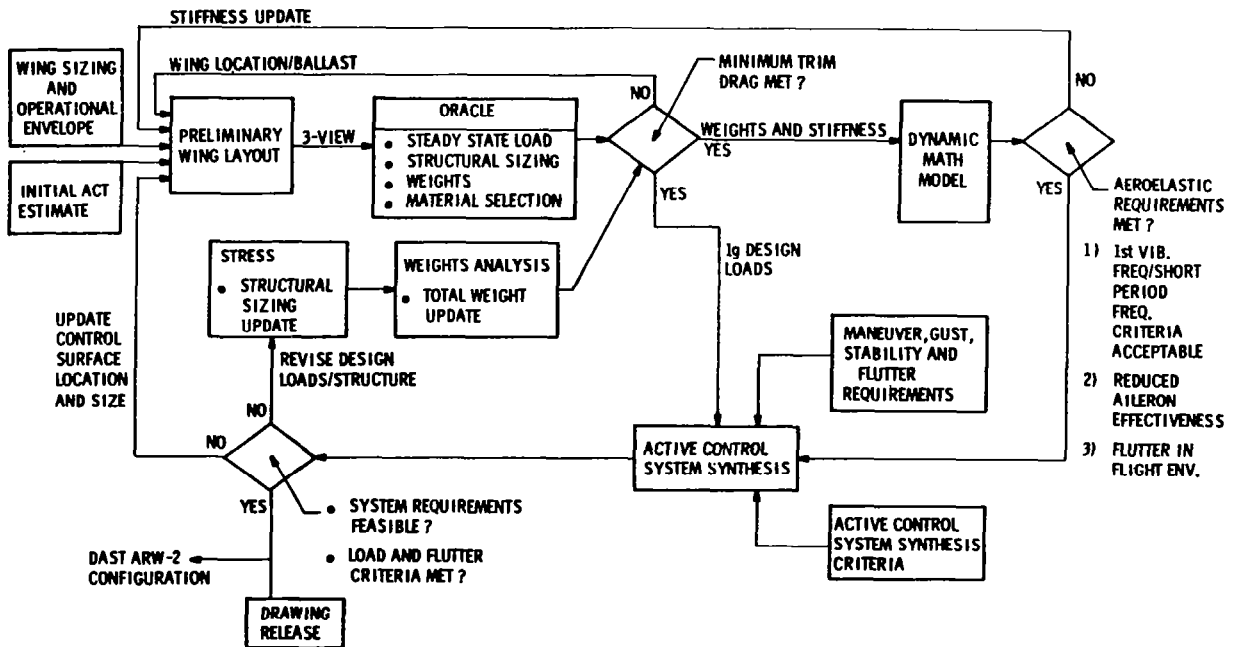 STIFFNESS UPDATE
WING SIZING
AND
OPERATIONAL
ENVELOPE
WING LOCATION/BALLAST
NO
MINIMUM TRIM
DRAG MET ?
NO
PRELIMINARY
WING LAYOUT
3-VIEW
ORACLE
• STEADY STATE LOAD
• STRUCTURAL SIZING
• WEIGHTS
• MATERIAL SELECTION
WEIGHTS AND STIFFNESS
YES
YES
DYNAMIC
MATH
MODEL
YES
AEROELASTIC
REQUIREMENTS
MET ?
1) 1st VIB.
FREQ/SHORT
PERIOD
FREQ.
CRITERIA
ACCEPTABLE
2) REDUCED
AILERON
EFFECTIVENESS
3) FLUTTER IN
FLIGHT ENV.
INITIAL ACT
ESTIMATE
STRESS
• STRUCTURAL
SIZING
UPDATE
WEIGHTS ANALYSIS
• TOTAL WEIGHT
UPDATE
1g DESIGN
LOADS
UPDATE
CONTROL
SURFACE
LOCATION
AND SIZE
REVISE DESIGN
LOADS/STRUCTURE
MANEUVER, GUST,
STABILITY AND
FLUTTER
REQUIREMENTS
NO
NO
ACTIVE CONTROL
SYSTEM SYNTHESIS
YES
• SYSTEM REQUIREMENTS
FEASIBLE ?
• LOAD AND FLUTTER
CRITERIA MET ?
ACTIVE CONTROL
SYSTEM SYNTHESIS
CRITERIA
DAST ARW-2
CONFIGURATION
DRAWING
RELEASE